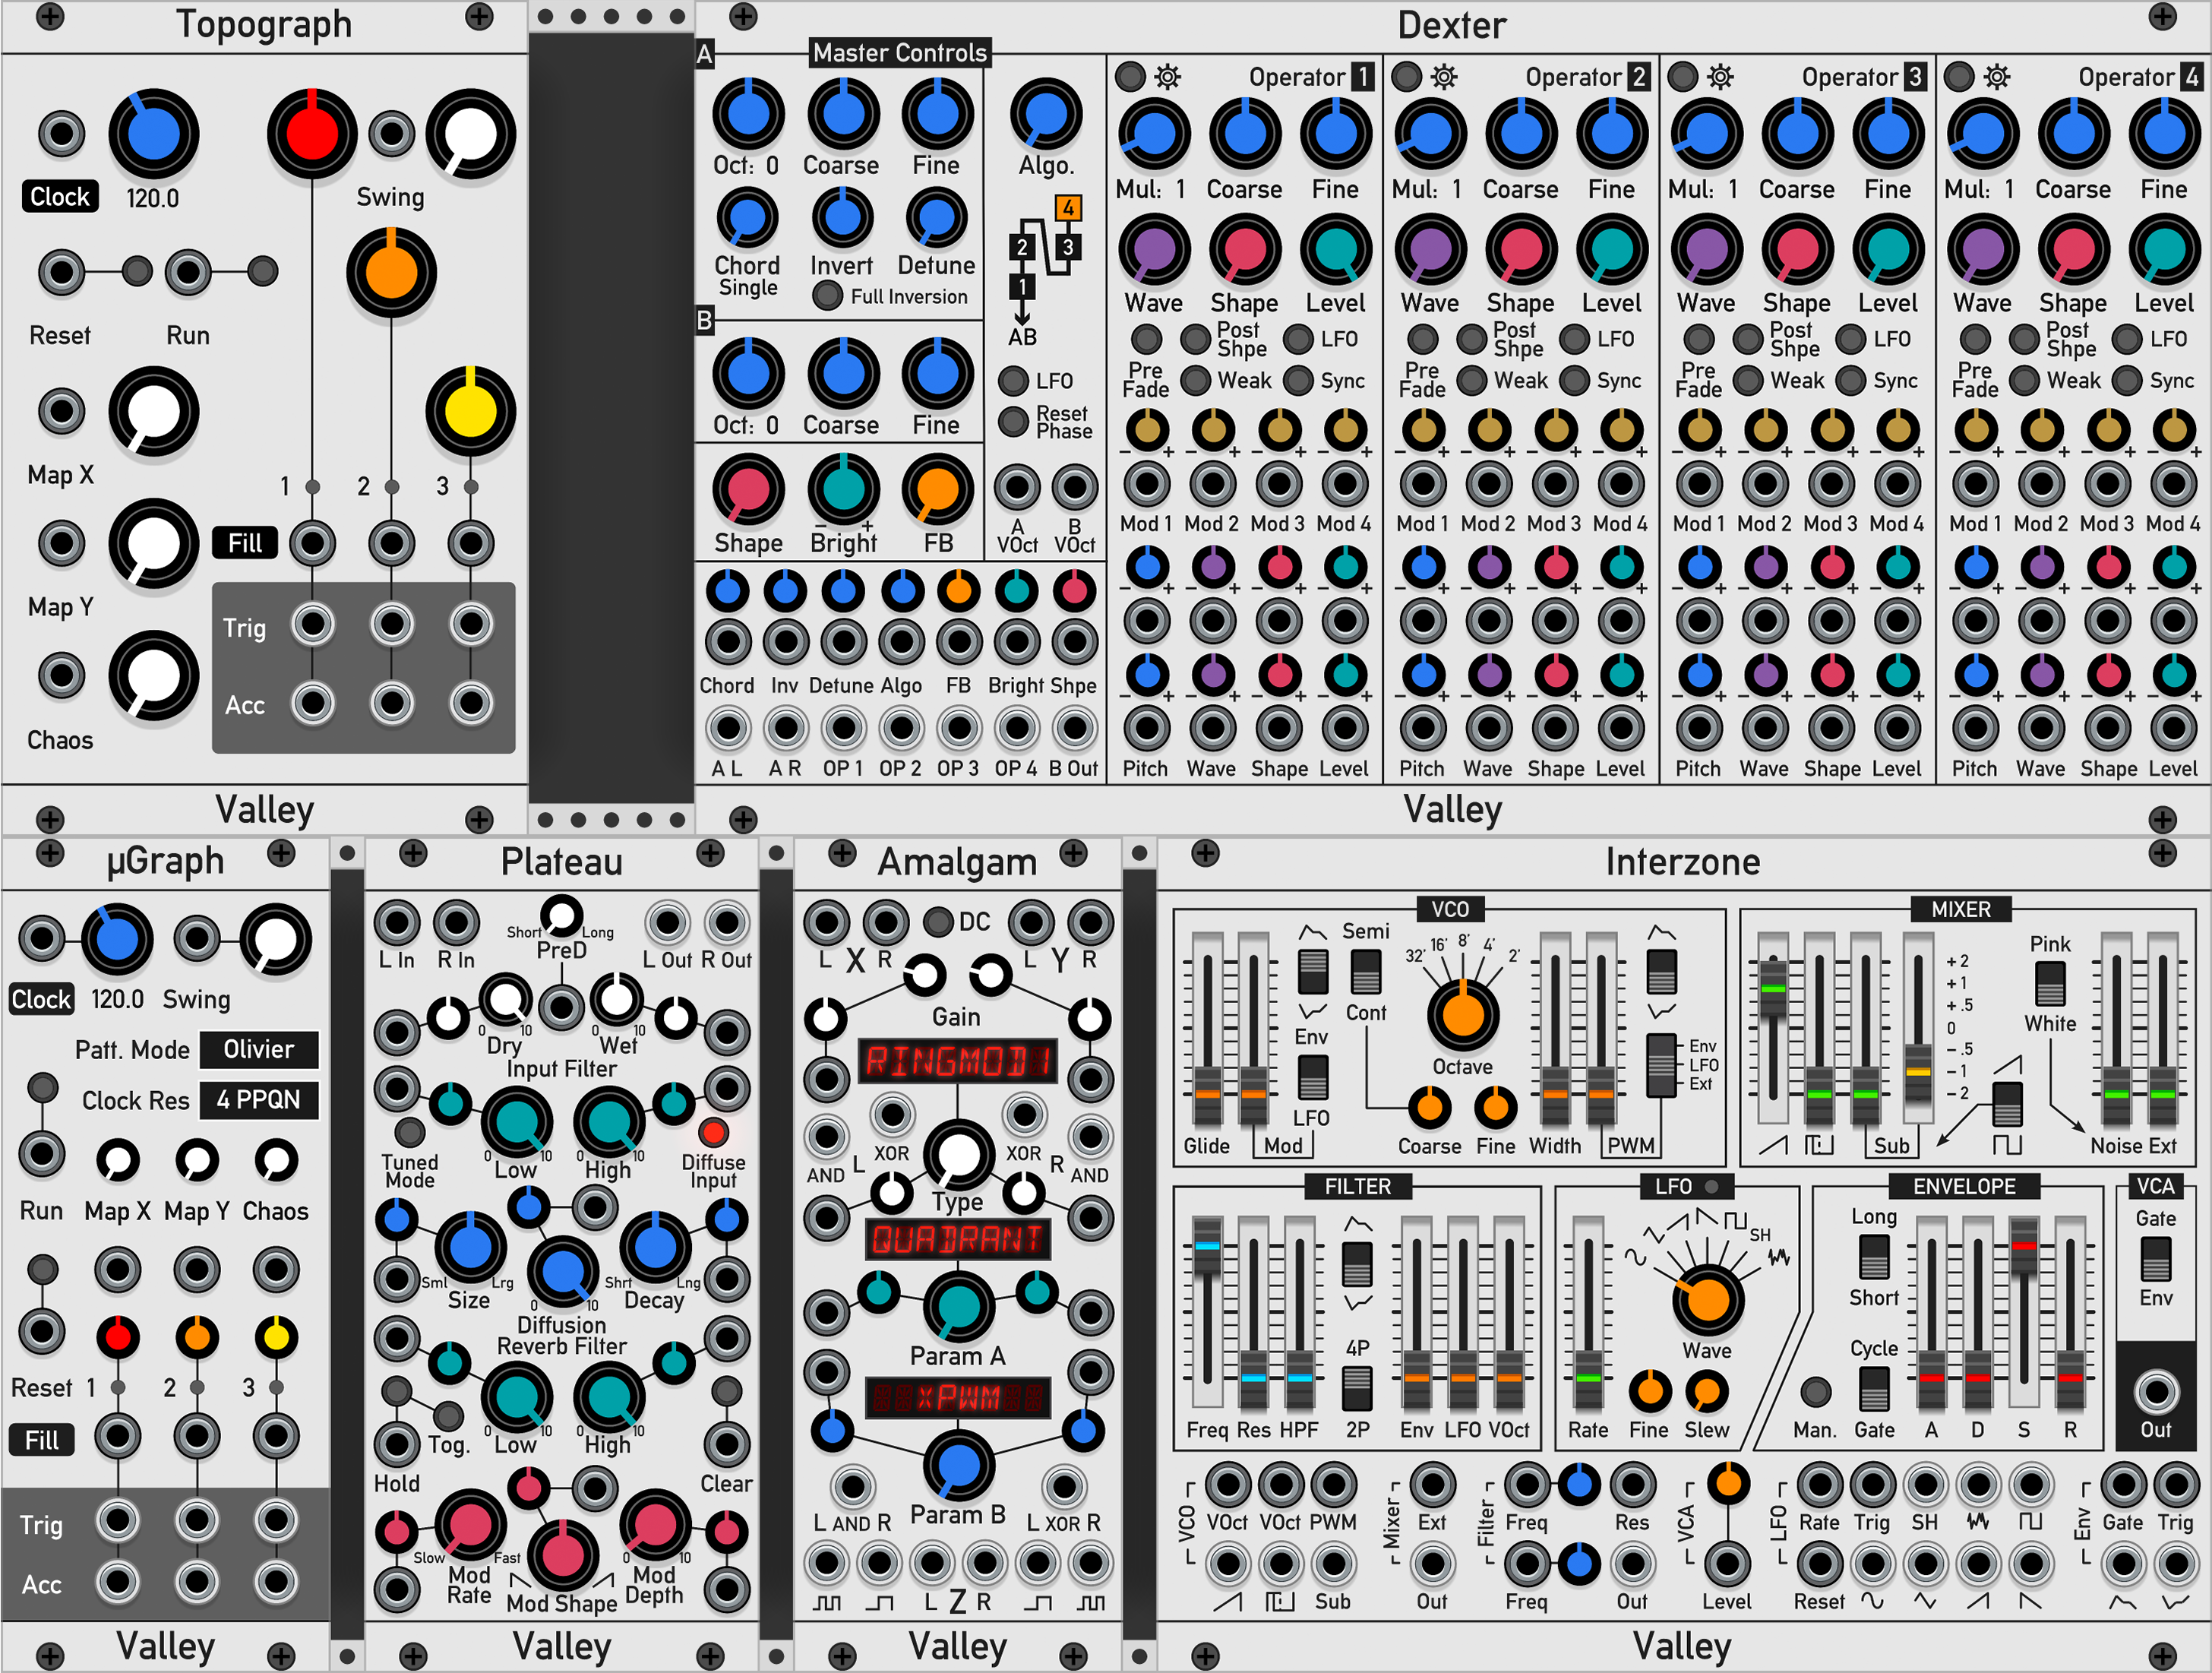 Topograph
Clock
120.0
Swing
Reset
Run
Map X
1
2
3
Fill
Map Y
Trig
Acc
Chaos
Valley
Dexter
A
Master Controls
Oct: 0 Coarse Fine
Algo.
Chord
Single
Invert
Detune
Full Inversion
4
2
3
1
AB
B
Oct: 0 Coarse Fine
LFO
Reset
Phase
- +
Shape Bright FB
A
VOct
B
VOct
Chord Inv Detune Algo FB Bright Shpe
A L A R OP 1 OP 2 OP 3 OP 4 B Out
Operator 1
Mul: 1 Coarse Fine
Wave Shape Level
Pre
Fade
Post
Shpe
LFO
Weak
Sync
- + - + - + - +
Mod 1 Mod 2 Mod 3 Mod 4
- + - + - + - +
- + - + - + - +
Pitch Wave Shape Level
Operator 2
Mul: 1 Coarse Fine
Wave Shape Level
Pre
Fade
Post
Shpe
LFO
Weak
Sync
- + - + - + - +
Mod 1 Mod 2 Mod 3 Mod 4
- + - + - + - +
- + - + - + - +
Pitch Wave Shape Level
Operator 3
Mul: 1 Coarse Fine
Wave Shape Level
Pre
Fade
Post
Shpe
LFO
Weak
Sync
- + - + - + - +
Mod 1 Mod 2 Mod 3 Mod 4
- + - + - + - +
- + - + - + - +
Pitch Wave Shape Level
Operator 4
Mul: 1 Coarse Fine
Wave Shape Level
Pre
Fade
Post
Shpe
LFO
Weak
Sync
- + - + - + - +
Mod 1 Mod 2 Mod 3 Mod 4
- + - + - + - +
- + - + - + - +
Pitch Wave Shape Level
Valley
µGraph
Clock 120.0 Swing
Patt. Mode Olivier
Clock Res 4 PPQN
Run Map X Map Y Chaos
Reset 1 2 3
Fill
Trig
Acc
Valley
Plateau
L In R In
Short Long
PreD
L Out R Out
0 10
Dry
0 10
Wet
Input Filter
Tuned
Mode
0 10
Low
0 10
High
Diffuse
Input
Sml Lrg
Size
Shrt Lng
Decay
0 10
Diffusion
Reverb Filter
Tog.
0 10
Low
0 10
High
Hold
Clear
Slow Fast
Mod
Rate
Mod Shape
0 10
Mod
Depth
Valley
Amalgam
DC
L X R
L Y R
Gain
RINGMOD1
XOR
XOR
AND
L
R
AND
Type
QUADRANT
Param A
xPWM
Param B
L AND R
L XOR R
L Z R
Valley
Interzone
VCO
Semi
Cont
Env
LFO
32' 16' 8' 4' 2'
Octave
Env
LFO
Ext
Glide Mod Coarse Fine Width PWM
MIXER
+ 2
+ 1
+ .5
0
- .5
- 1
- 2
Pink
White
Sub
Noise Ext
FILTER
4P
2P
Freq Res HPF Env LFO VOct
LFO
SH
Wave
Rate Fine Slew
ENVELOPE
Long
Short
Cycle
Man. Gate A D S R
VCA
Gate
Env
Out
VCO
VOct VOct PWM
Sub
Mixer
Ext
Out
Filter
Freq Res
Freq Out
VCA
Level
LFO
Rate Trig SH
Reset
Env
Gate Trig
Valley